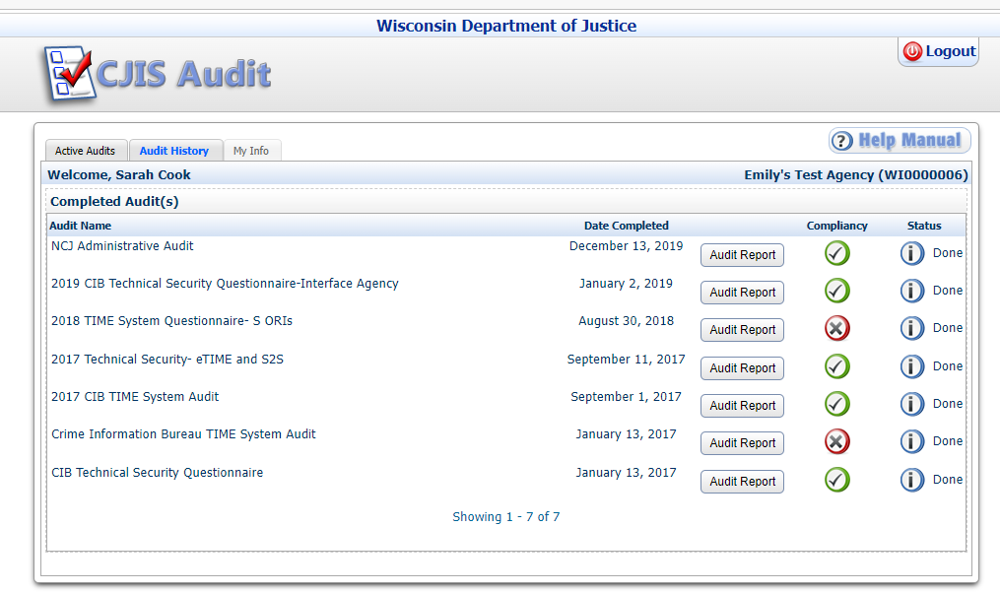 Wisconsin Department of Justice
CJIS Audit
Logout
Help Manual
Active Audits Audit History My Info
Welcome, Sarah Cook Emily's Test Agency (WI0000006)
Completed Audit(s)
Audit Name Date Completed Compliancy Status
NCJ Administrative Audit December 13, 2019 Audit Report Done
2019 CIB Technical Security Questionnaire-Interface Agency January 2, 2019 Audit Report Done
2018 TIME System Questionnaire- S ORIs August 30, 2018 Audit Report Done
2017 Technical Security- eTIME and S2S September 11, 2017 Audit Report Done
2017 CIB TIME System Audit September 1, 2017 Audit Report Done
Crime Information Bureau TIME System Audit January 13, 2017 Audit Report Done
CIB Technical Security Questionnaire January 13, 2017 Audit Report Done
Showing 1 - 7 of 7